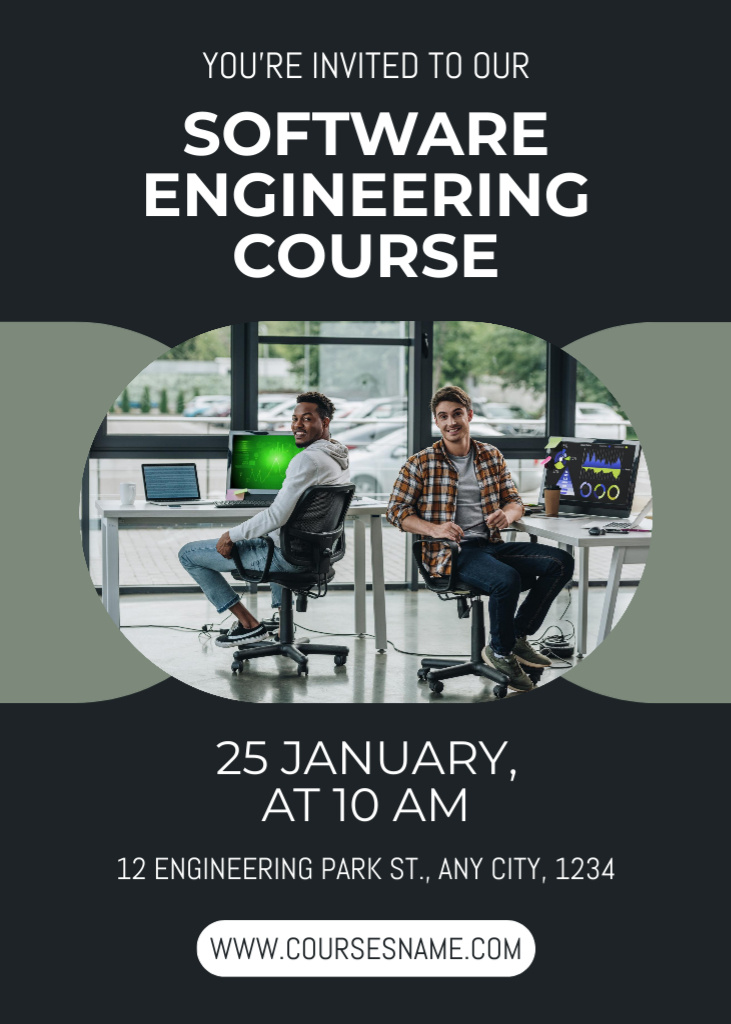 YOU'RE INVITED TO OUR
SOFTWARE
ENGINEERING
COURSE
25 JANUARY,
AT 10 AM
12 ENGINEERING PARK ST., ANY CITY, 1234
WWW.COURSESNAME.COM